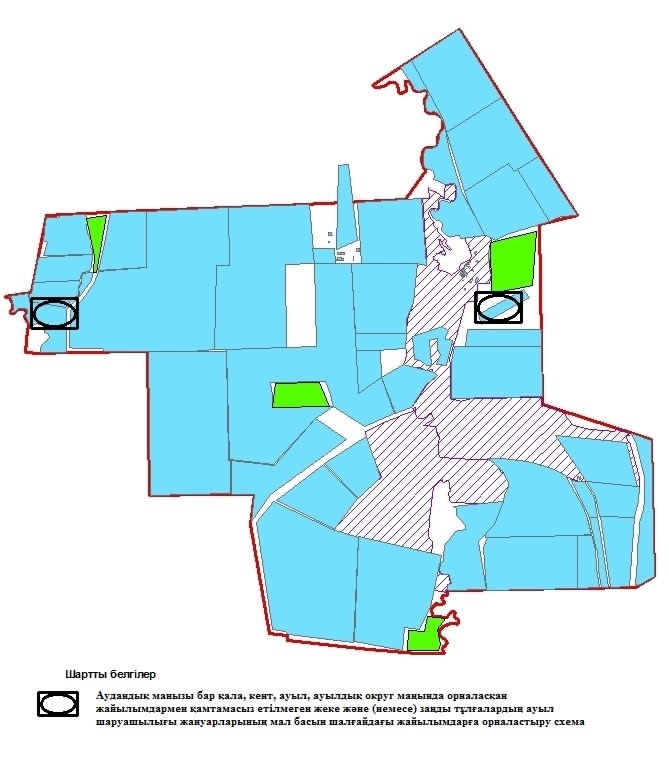 Шартты белгілер
Аудандық манызы бар қала, кент, ауыл, ауылдық округ маңында орналасқан
жайылымдармен қамтамасыз етілмеген жеке және (немесе) заңды тұлғалардың ауыл
шаруашылығы жануарларының мал басын шалғайдағы жайылымдарға орналастыру схема